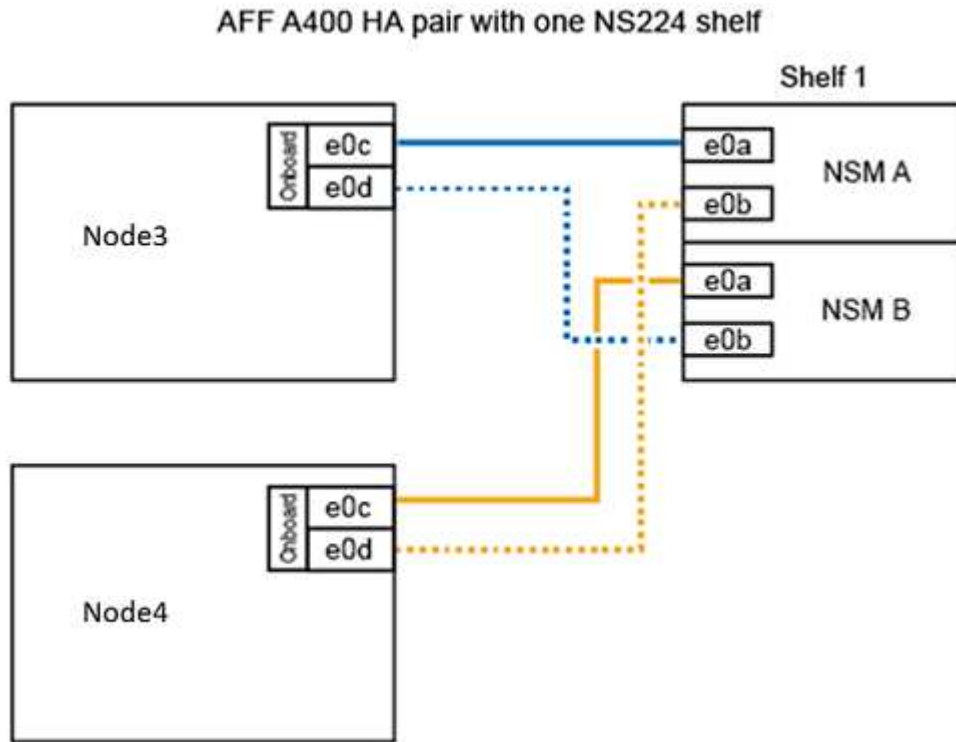 AFF A400 HA pair with one NS224 shelf
Shelf 1
Onboard
e0c
e0d
Node3
e0a
NSM A
e0b
e0a
NSM B
e0b
Onboard
e0c
e0d
Node4